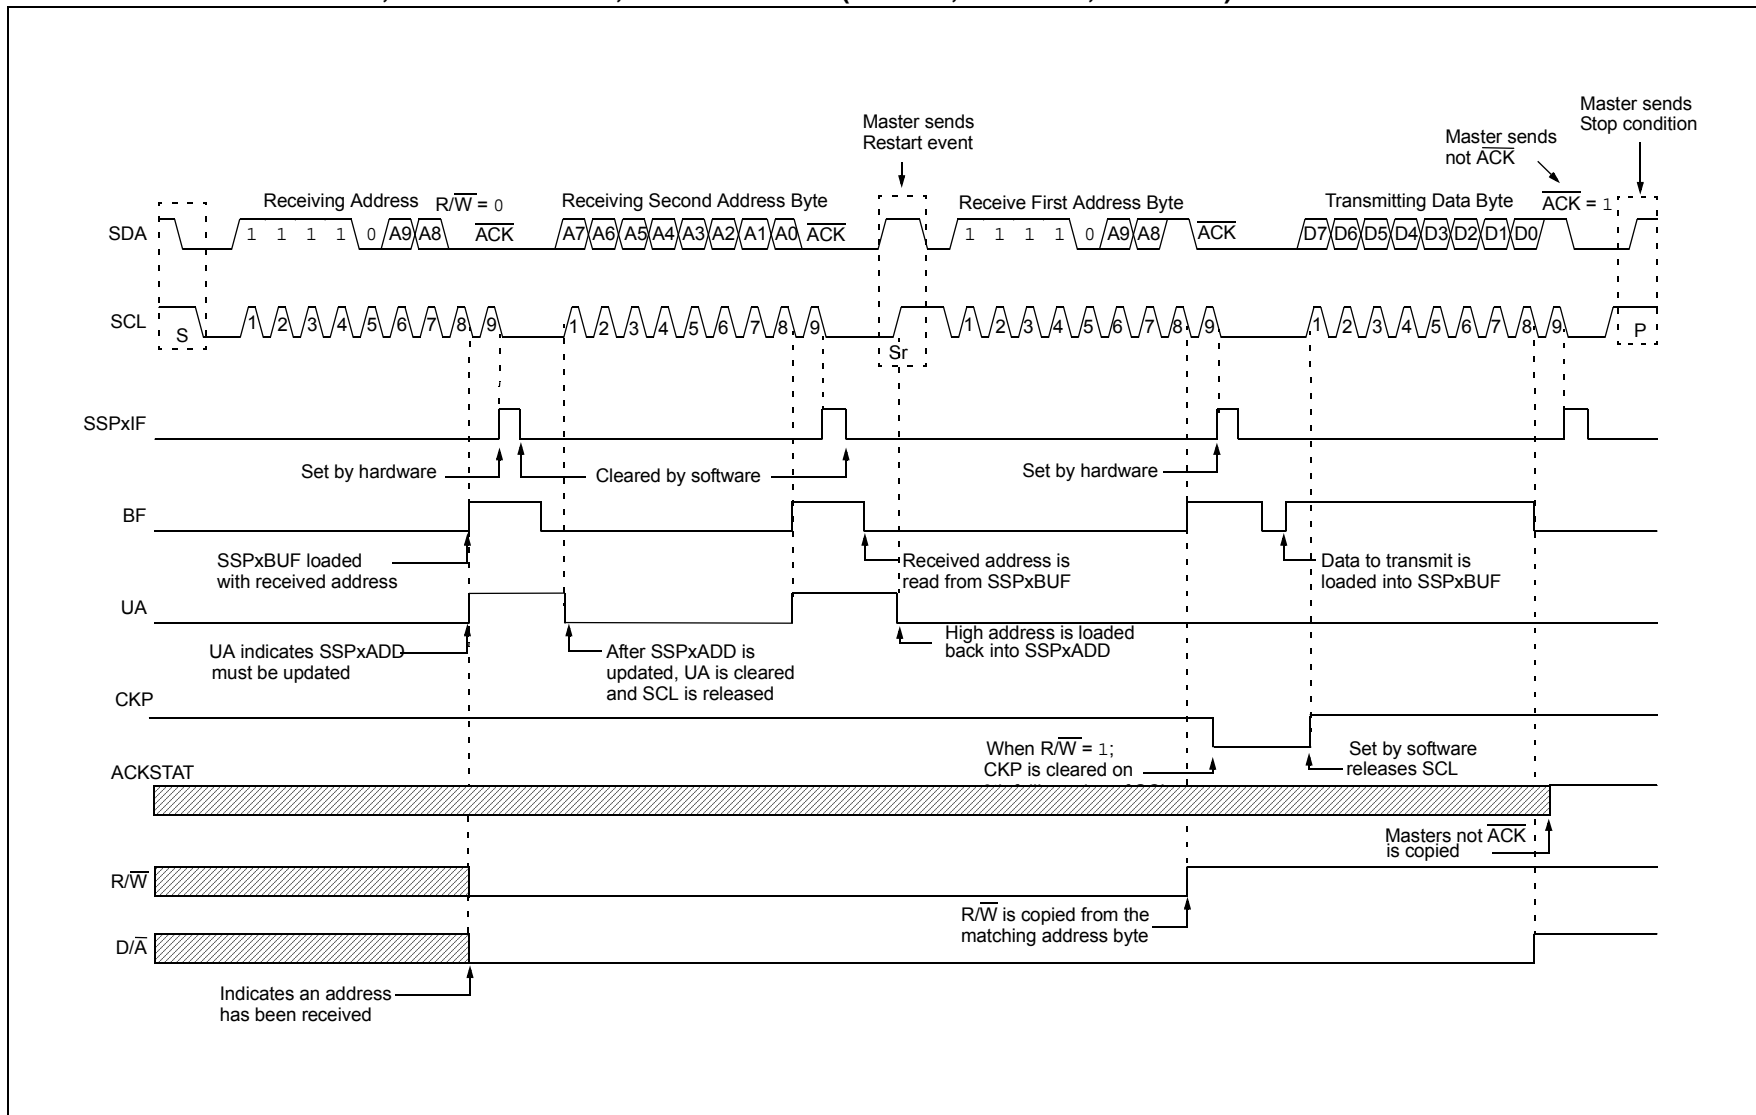 Master sends
Restart event
Master sends
Stop condition
Master sends
not ACK
Receiving Address R/W = 0
Receiving Second Address Byte
Receive First Address Byte
Transmitting Data Byte
ACK = 1
SDA 1 1 1 1 0 A9 A8 ACK A7 A6 A5 A4 A3 A2 A1 A0 ACK 1 1 1 1 0 A9 A8 ACK D7 D6 D5 D4 D3 D2 D1 D0
SCL S 1 2 3 4 5 6 7 8 9 1 2 3 4 5 6 7 8 9 Sr 1 2 3 4 5 6 7 8 9 1 2 3 4 5 6 7 8 9 P
SSPxIF
Set by hardware
Cleared by software
Set by hardware
BF
SSPxBUF loaded
with received address
Received address is
read from SSPxBUF
Data to transmit is
loaded into SSPxBUF
UA
UA indicates SSPxADD
must be updated
After SSPxADD is
updated, UA is cleared
and SCL is released
High address is loaded
back into SSPxADD
CKP
When R/W = 1;
CKP is cleared on
Set by software
releases SCL
ACKSTAT
Masters not ACK
is copied
R/W
R/W is copied from the
matching address byte
D/A
Indicates an address
has been received